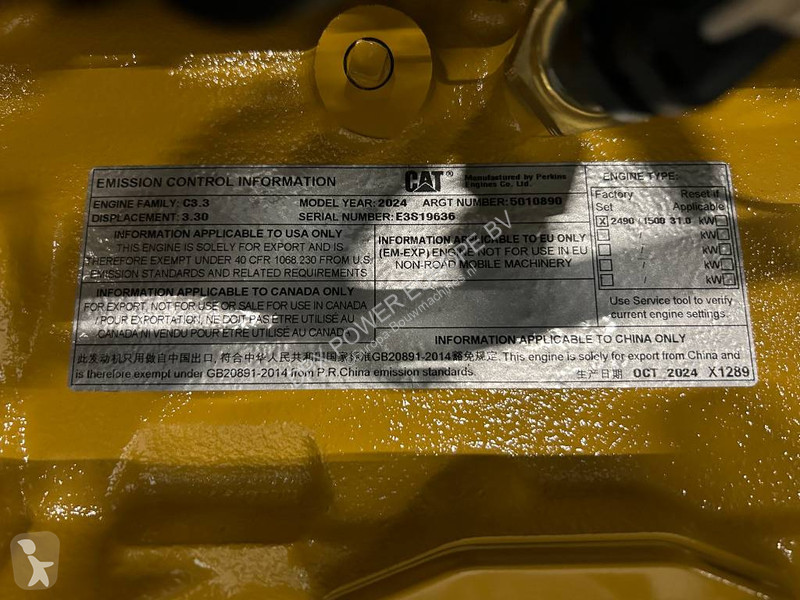 EMISSION CONTROL INFORMATION
CAT
Manufactured by Perkins
Engines Co. Ltd.
ENGINE FAMILY: C3.3 MODEL YEAR: 2024 ARGT NUMBER: 5010890
DISPLACEMENT: 3.30 SERIAL NUMBER: E3S19636
INFORMATION APPLICABLE TO USA ONLY
THIS ENGINE IS SOLELY FOR EXPORT AND IS
THEREFORE EXEMPT UNDER 40 CFR 1068.230 FROM U.S.
EMISSION STANDARDS AND RELATED REQUIREMENTS
INFORMATION APPLICABLE TO CANADA ONLY
FOR EXPORT. NOT FOR USE OR SALE FOR USE IN CANADA
POUR EXPORTATION, NE DOIT PAS ÊTRE UTILISÉ AU
CANADA NI VENDU POUR ÊTRE UTILISÉ AU CANADA
INFORMATION APPLICABLE TO EU ONLY
(EM-EXP) ENGINE NOT FOR USE IN EU
NON-ROAD MOBILE MACHINERY
ENGINE TYPE:
Factory Reset if
Set Applicable
X 2490 / 1500 31.0 kW
/ kW
/ kW
/ kW
Use Service tool to verify
current engine settings.
INFORMATION APPLICABLE TO CHINA ONLY
此发动机只用做自中国出口, 符合中华人民共和国国家标准GB20891-2014豁免规定. This engine is solely for export from China and
is therefore exempt under GB20891-2014 from P.R.China emission standards.
生产日期 OCT 2024 X1289
POWER EUROPE BV